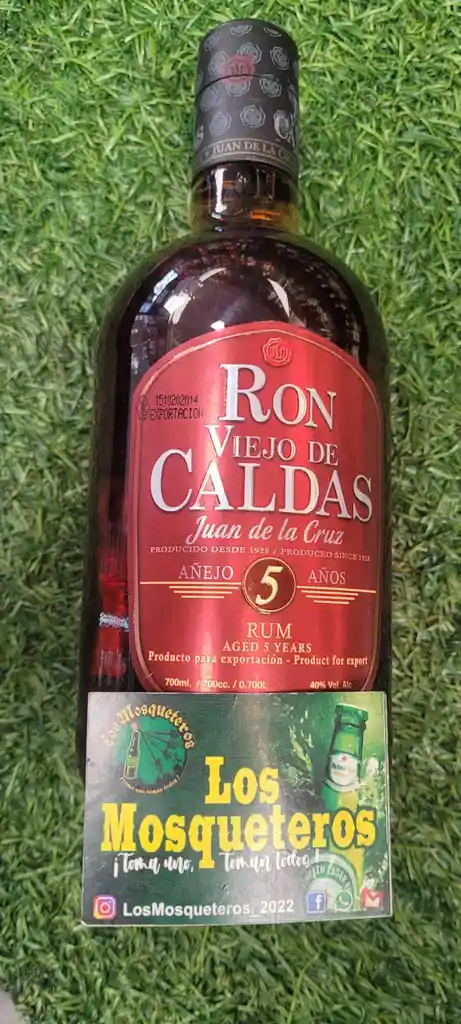 JUAN DE LA C
1510202014
EXPORTACION
RON
VIEJO DE
CALDAS
Juan de la Cruz
PRODUCIDO DESDE 1928 / PRODUCED SINCE 1928
AÑEJO 5 AÑOS
RUM
AGED 5 YEARS
Producto para exportación - Product for export
700ml. / 700cc. / 0.700L 40% Vol. Alc
Los Mosqueteros
Los
Mosqueteros
¡Toma uno, Toman todos!
LosMosqueteros_2022